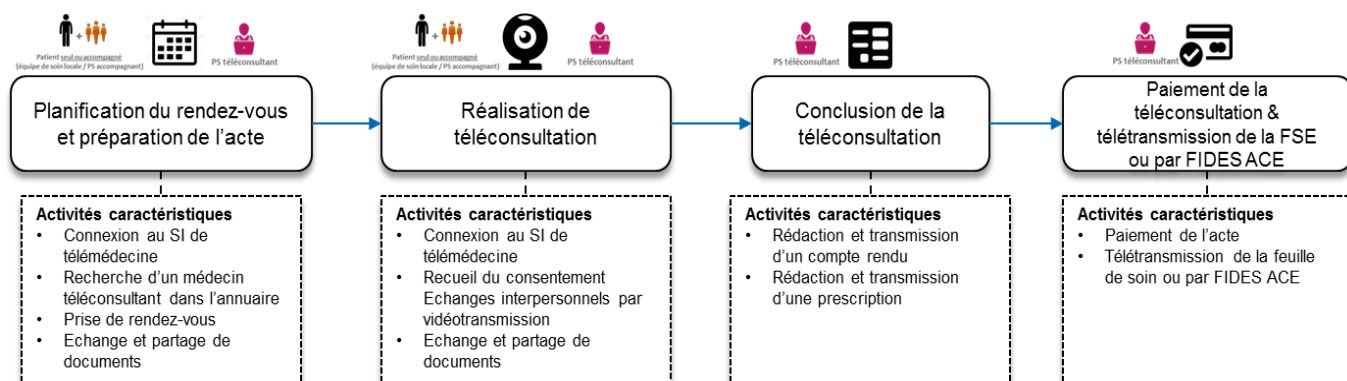 +
Patient seul ou accompagné
(équipe de soin locale / PS accompagnant)
PS téléconsultant
Planification du rendez-vous
et préparation de l'acte
Activités caractéristiques
• Connexion au SI de
télémédecine
• Recherche d'un médecin
téléconsultant dans l'annuaire
• Prise de rendez-vous
• Echange et partage de
documents
+
Patient seul ou accompagné
(équipe de soin locale / PS accompagnant)
PS téléconsultant
Réalisation de
téléconsultation
Activités caractéristiques
• Connexion au SI de
télémédecine
• Recueil du consentement
Echanges interpersonnels par
vidéotransmission
• Echange et partage de
documents
PS téléconsultant
Conclusion de la
téléconsultation
Activités caractéristiques
• Rédaction et transmission
d'un compte rendu
• Rédaction et transmission
d'une prescription
PS téléconsultant
Paiement de la
téléconsultation &
télétransmission de la FSE
ou par FIDES ACE
Activités caractéristiques
• Paiement de l'acte
• Télétransmission de la feuille
de soin ou par FIDES ACE